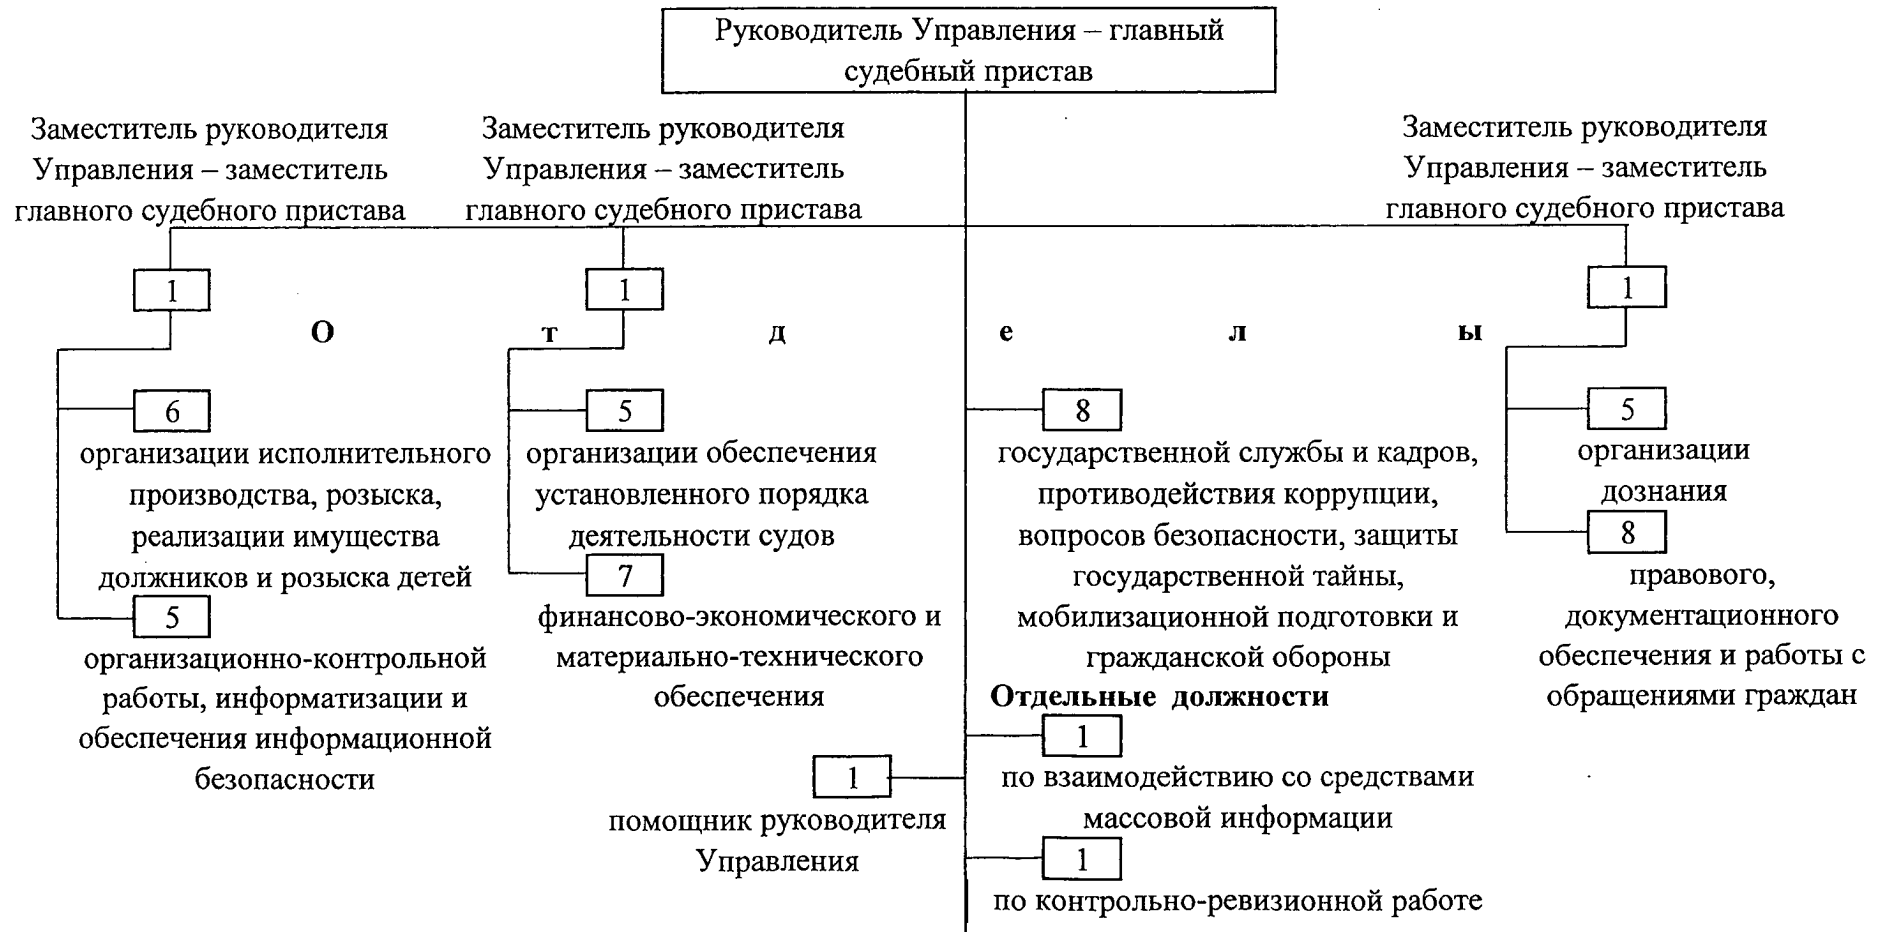 Руководитель Управления – главный
судебный пристав
Заместитель руководителя
Управления – заместитель
главного судебного пристава
1
Заместитель руководителя
Управления – заместитель
главного судебного пристава
1
Заместитель руководителя
Управления – заместитель
главного судебного пристава
1
О т д е л ы
6
организации исполнительного
производства, розыска,
реализации имущества
должников и розыска детей
5
организационно-контрольной
работы, информатизации и
обеспечения информационной
безопасности
5
организации обеспечения
установленного порядка
деятельности судов
7
финансово-экономического и
материально-технического
обеспечения
8
государственной службы и кадров,
противодействия коррупции,
вопросов безопасности, защиты
государственной тайны,
мобилизационной подготовки и
гражданской обороны
5
организации
дознания
8
правового,
документационного
обеспечения и работы с
обращениями граждан
Отдельные должности
1
по взаимодействию со средствами
массовой информации
1
помощник руководителя
Управления
1
по контрольно-ревизионной работе